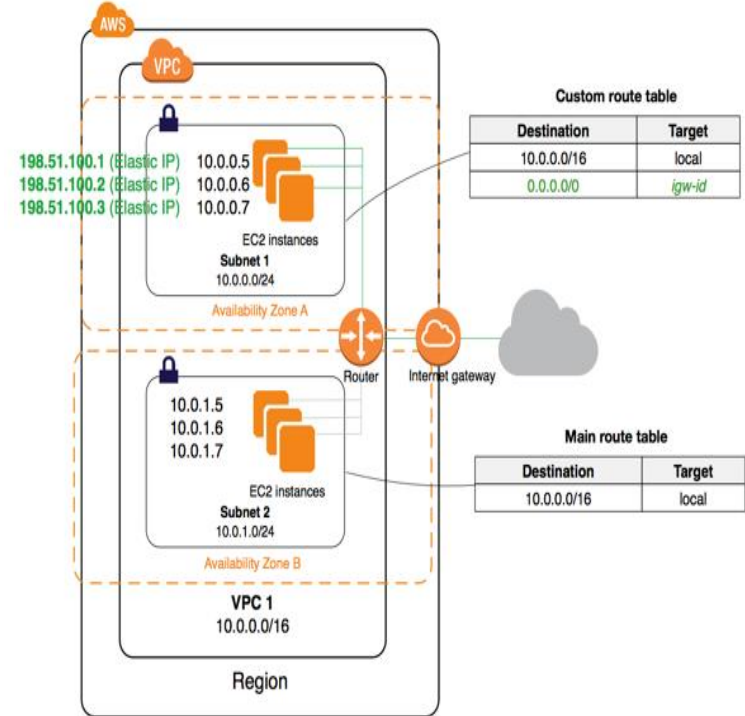 AWS
VPC
198.51.100.1 (Elastic IP) 10.0.0.5
198.51.100.2 (Elastic IP) 10.0.0.6
198.51.100.3 (Elastic IP) 10.0.0.7
EC2 instances
Subnet 1
10.0.0.0/24
Availability Zone A
Custom route table
Destination Target
10.0.0.0/16 local
0.0.0.0/0 igw-id
Router
Internet gateway
10.0.1.5
10.0.1.6
10.0.1.7
EC2 instances
Subnet 2
10.0.1.0/24
Availability Zone B
Main route table
Destination Target
10.0.0.0/16 local
VPC 1
10.0.0.0/16
Region